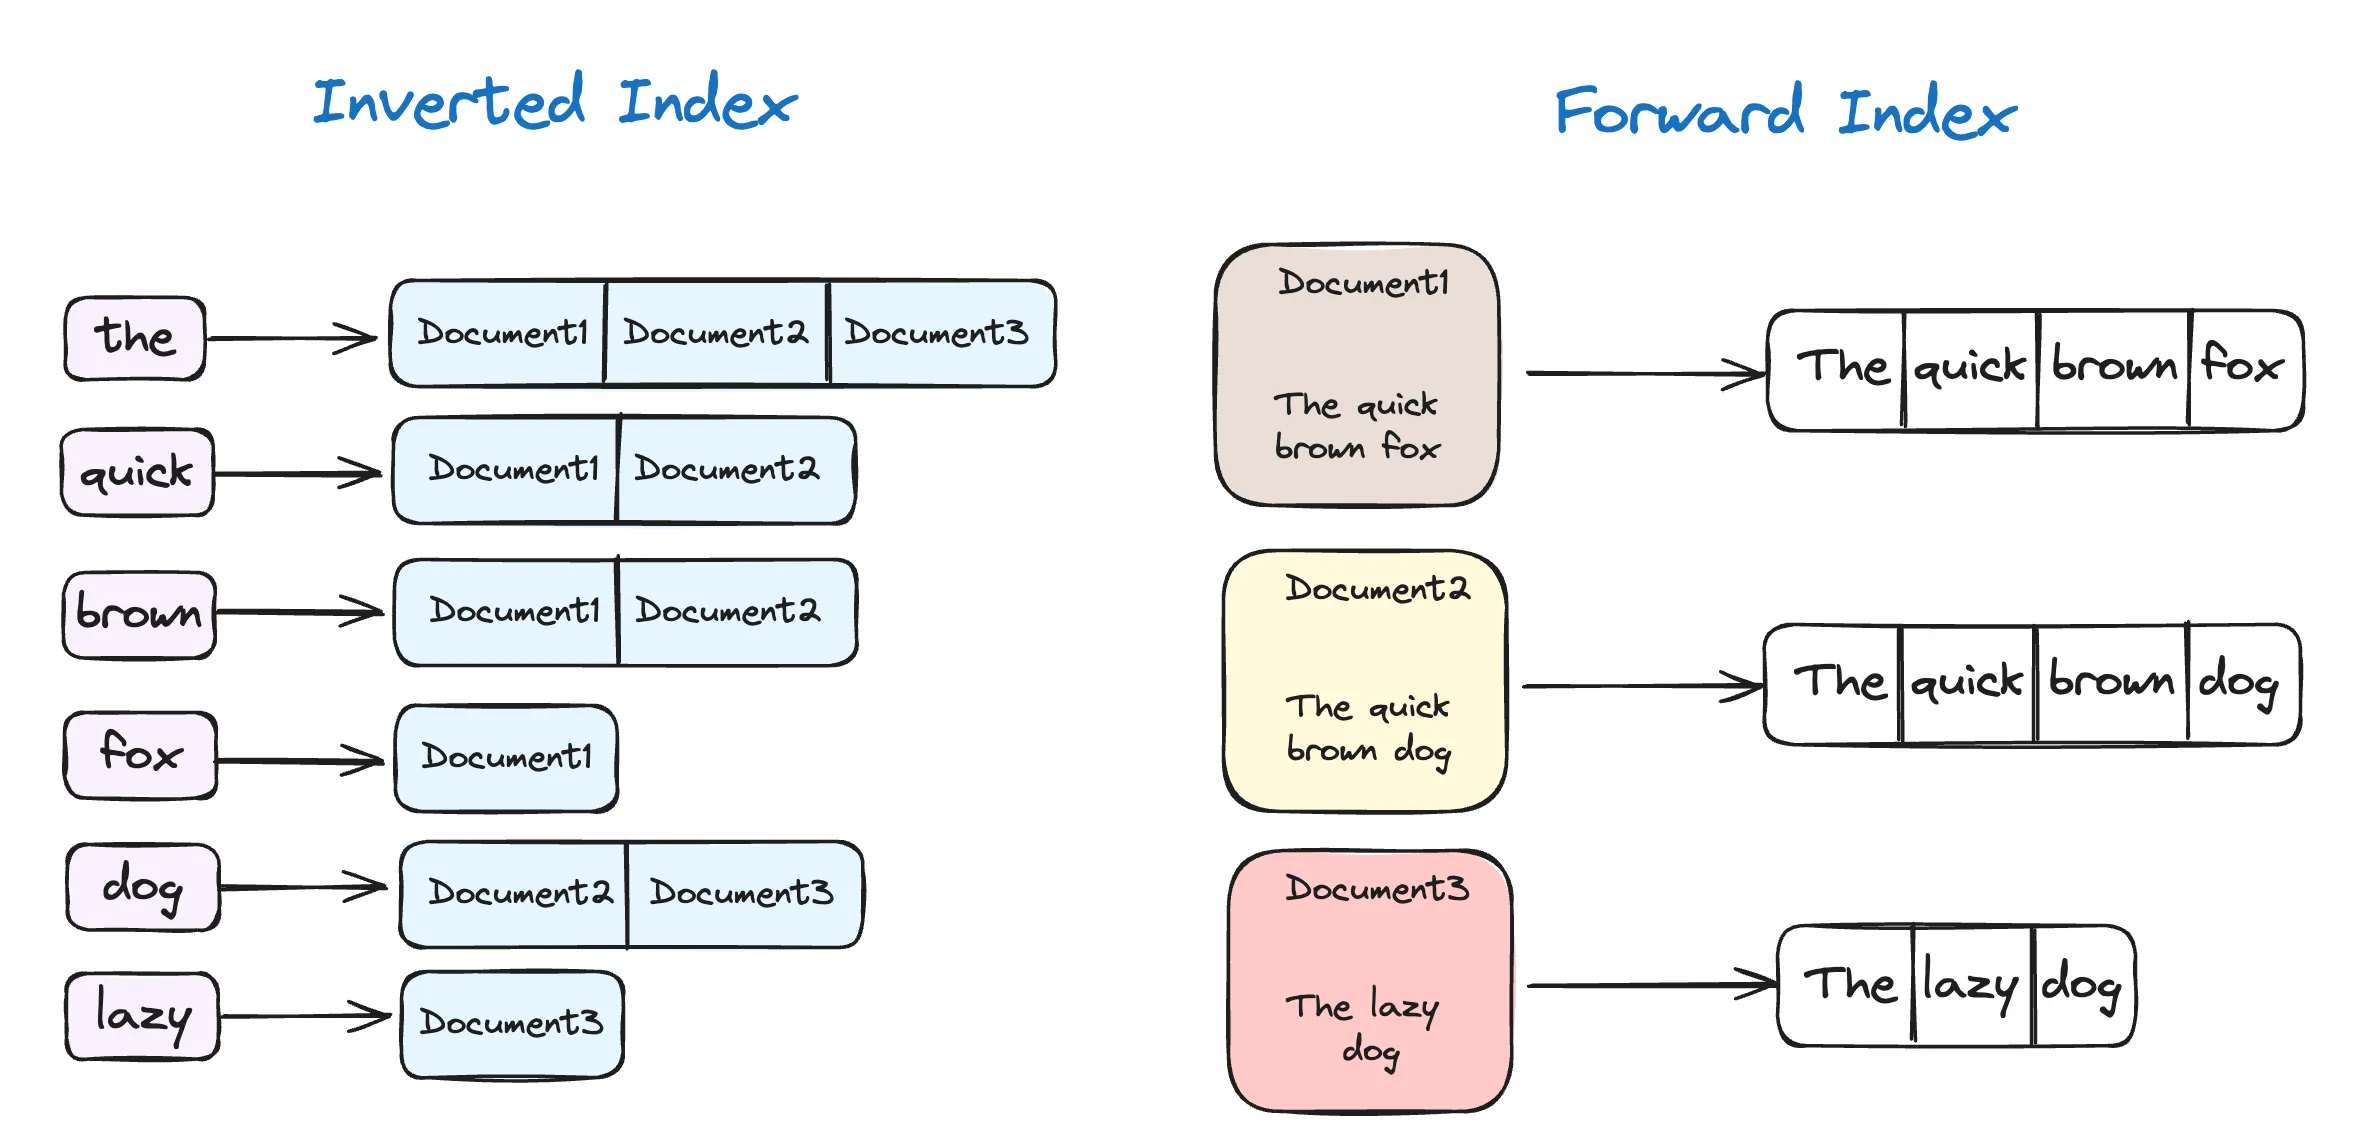 Inverted Index
the
Document1 Document2 Document3
quick
Document1 Document2
brown
Document1 Document2
fox
Document1
dog
Document2 Document3
lazy
Document3
Forward Index
Document1
The quick
brown fox
The quick brown fox
Document2
The quick
brown dog
The quick brown dog
Document3
The lazy
dog
The lazy dog